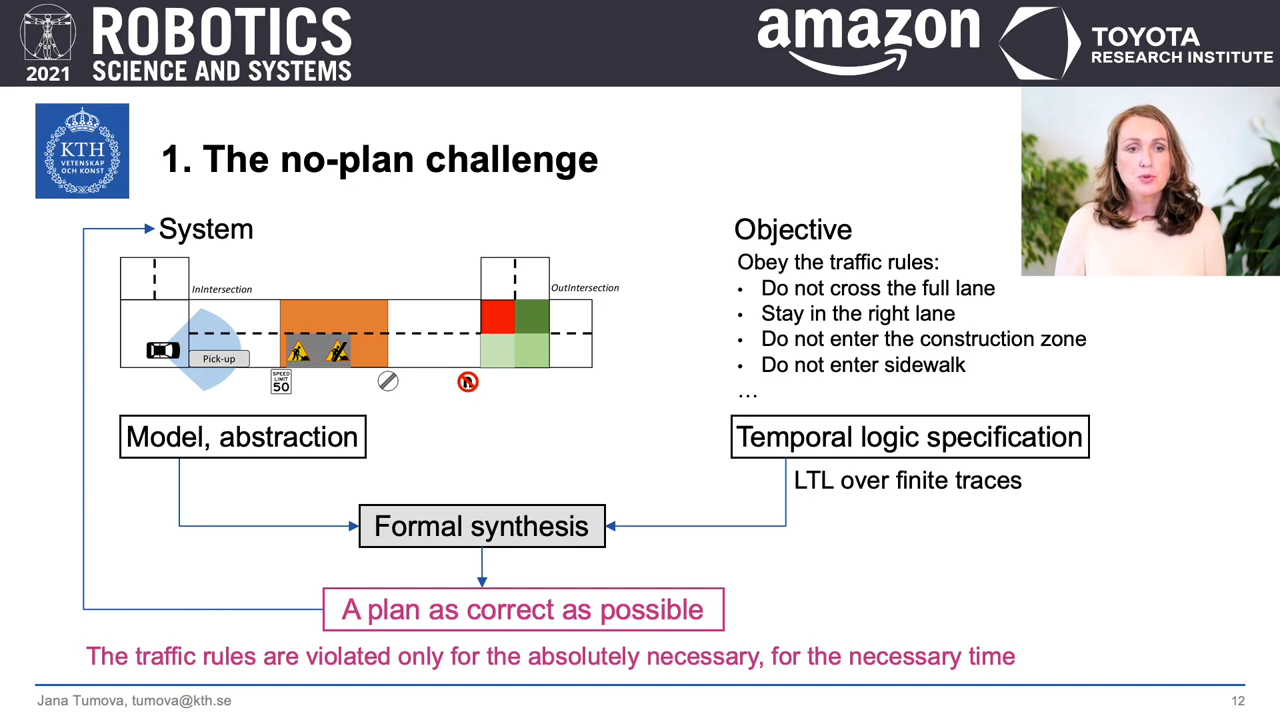 ROBOTICS
SCIENCE AND SYSTEMS
2021
amazon
TOYOTA
RESEARCH INSTITUTE
KTH
VETENSKAP
OCH KONST
1. The no-plan challenge
System
InIntersection
OutIntersection
Pick-up
SPEED
LIMIT
50
Objective
Obey the traffic rules:
• Do not cross the full lane
• Stay in the right lane
• Do not enter the construction zone
• Do not enter sidewalk
…
Model, abstraction
Temporal logic specification
LTL over finite traces
Formal synthesis
A plan as correct as possible
The traffic rules are violated only for the absolutely necessary, for the necessary time
Jana Tumova, tumova@kth.se
12